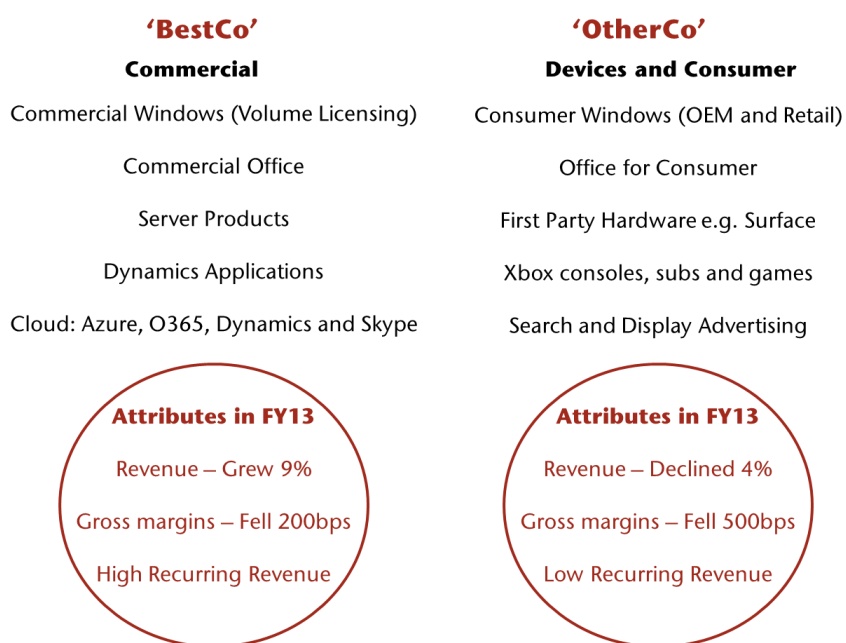 ‘BestCo’
Commercial
Commercial Windows (Volume Licensing)
Commercial Office
Server Products
Dynamics Applications
Cloud: Azure, O365, Dynamics and Skype
Attributes in FY13
Revenue – Grew 9%
Gross margins – Fell 200bps
High Recurring Revenue
‘OtherCo’
Devices and Consumer
Consumer Windows (OEM and Retail)
Office for Consumer
First Party Hardware e.g. Surface
Xbox consoles, subs and games
Search and Display Advertising
Attributes in FY13
Revenue – Declined 4%
Gross margins – Fell 500bps
Low Recurring Revenue